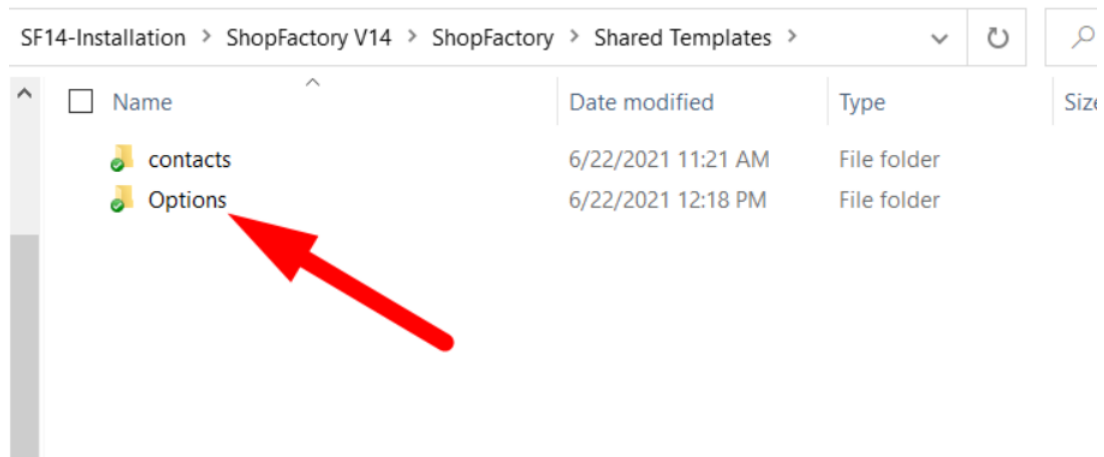 SF14-Installation > ShopFactory V14 > ShopFactory > Shared Templates >
Name Date modified Type Size
contacts 6/22/2021 11:21 AM File folder
Options 6/22/2021 12:18 PM File folder